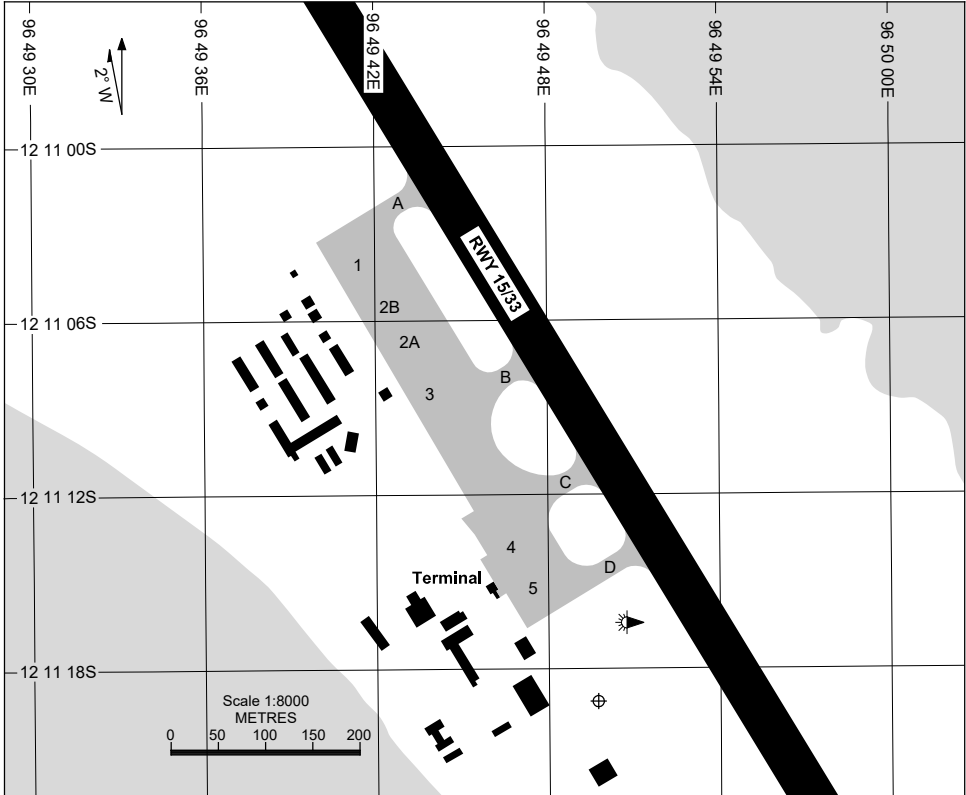 96 49 30E
96 49 36E
96 49 42E
96 49 48E
96 49 54E
96 50 00E
2° W
12 11 00S
A
RWY 15/33
1
2B
12 11 06S
2A
B
3
C
12 11 12S
4
D
Terminal
5
12 11 18S
Scale 1:8000
METRES
0 50 100 150 200